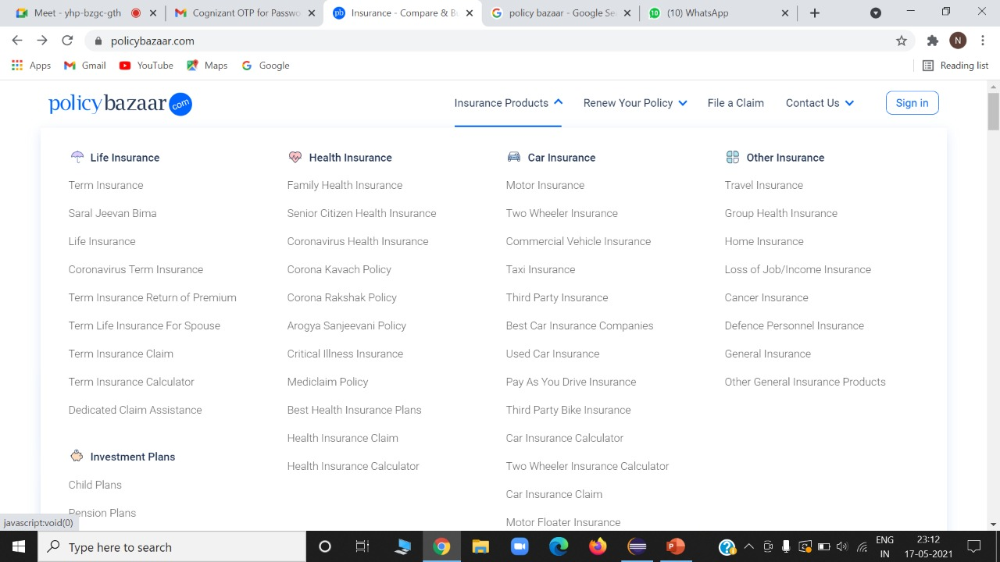 Meet - yhp-bzgc-gth
Cognizant OTP for Passwo
Insurance - Compare & B
policy bazaar - Google Se
(10) WhatsApp
policybazaar.com
N
Apps
Gmail
YouTube
Maps
Google
Reading list
policybazaar.com
Insurance Products
Renew Your Policy
File a Claim
Contact Us
Sign in
Life Insurance
Term Insurance
Saral Jeevan Bima
Life Insurance
Coronavirus Term Insurance
Term Insurance Return of Premium
Term Life Insurance For Spouse
Term Insurance Claim
Term Insurance Calculator
Dedicated Claim Assistance
Investment Plans
Child Plans
Pension Plans
Health Insurance
Family Health Insurance
Senior Citizen Health Insurance
Coronavirus Health Insurance
Corona Kavach Policy
Corona Rakshak Policy
Arogya Sanjeevani Policy
Critical Illness Insurance
Mediclaim Policy
Best Health Insurance Plans
Health Insurance Claim
Health Insurance Calculator
Car Insurance
Motor Insurance
Two Wheeler Insurance
Commercial Vehicle Insurance
Taxi Insurance
Third Party Insurance
Best Car Insurance Companies
Used Car Insurance
Pay As You Drive Insurance
Third Party Bike Insurance
Car Insurance Calculator
Two Wheeler Insurance Calculator
Car Insurance Claim
Motor Floater Insurance
Other Insurance
Travel Insurance
Group Health Insurance
Home Insurance
Loss of Job/Income Insurance
Cancer Insurance
Defence Personnel Insurance
General Insurance
Other General Insurance Products
javascript:void(0)
Type here to search
ENG
IN
23:12
17-05-2021